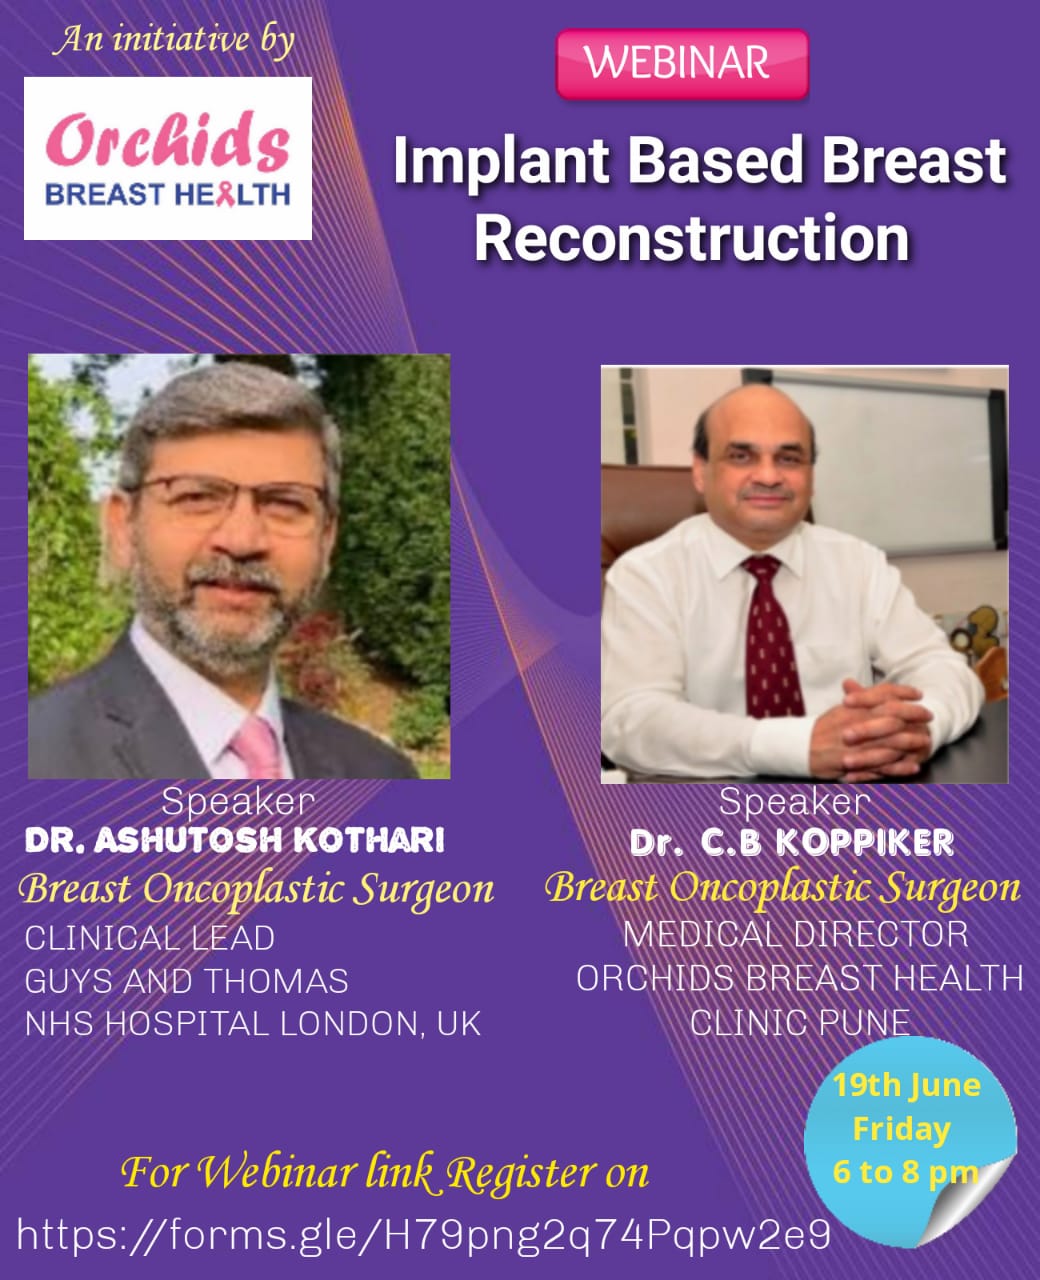 An initiative by
Orchids
BREAST HEALTH
WEBINAR
Implant Based Breast
Reconstruction
Speaker
DR. ASHUTOSH KOTHARI
Breast Oncoplastic Surgeon
CLINICAL LEAD
GUYS AND THOMAS
NHS HOSPITAL LONDON, UK
Speaker
Dr. C.B KOPPIKER
Breast Oncoplastic Surgeon
MEDICAL DIRECTOR
ORCHIDS BREAST HEALTH
CLINIC PUNE
19th June
Friday
6 to 8 pm
For Webinar link Register on
https://forms.gle/H79png2q74Pqpw2e9